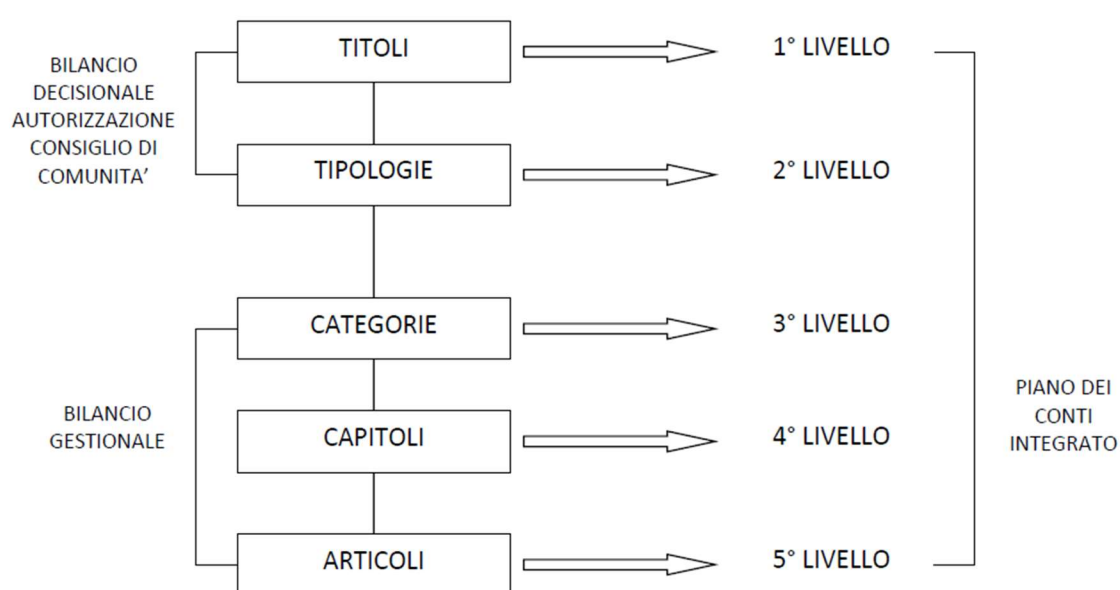 BILANCIO
DECISIONALE
AUTORIZZAZIONE
CONSIGLIO DI
COMUNITA’
TITOLI
1° LIVELLO
TIPOLOGIE
2° LIVELLO
BILANCIO
GESTIONALE
CATEGORIE
3° LIVELLO
CAPITOLI
4° LIVELLO
ARTICOLI
5° LIVELLO
PIANO DEI
CONTI
INTEGRATO